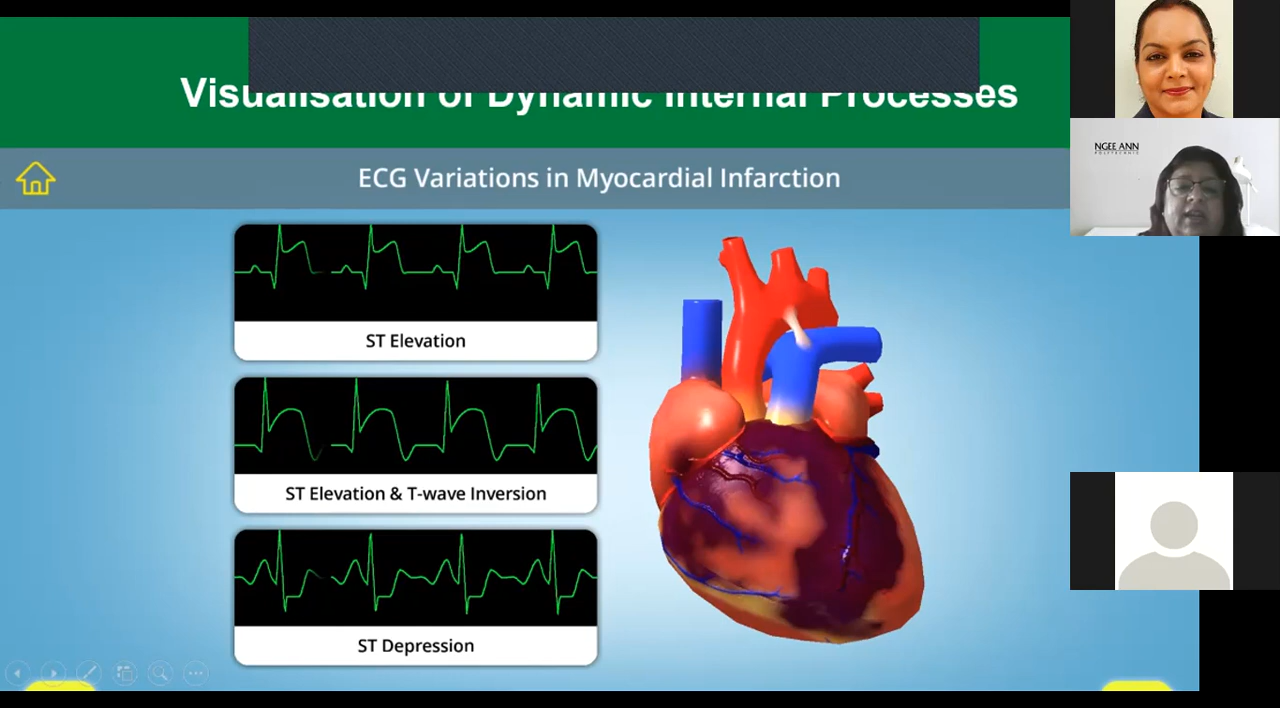 Visualisation of Dynamic Internal Processes
ECG Variations in Myocardial Infarction
ST Elevation
ST Elevation & T-wave Inversion
ST Depression
NGEE ANN
POLYTECHNIC